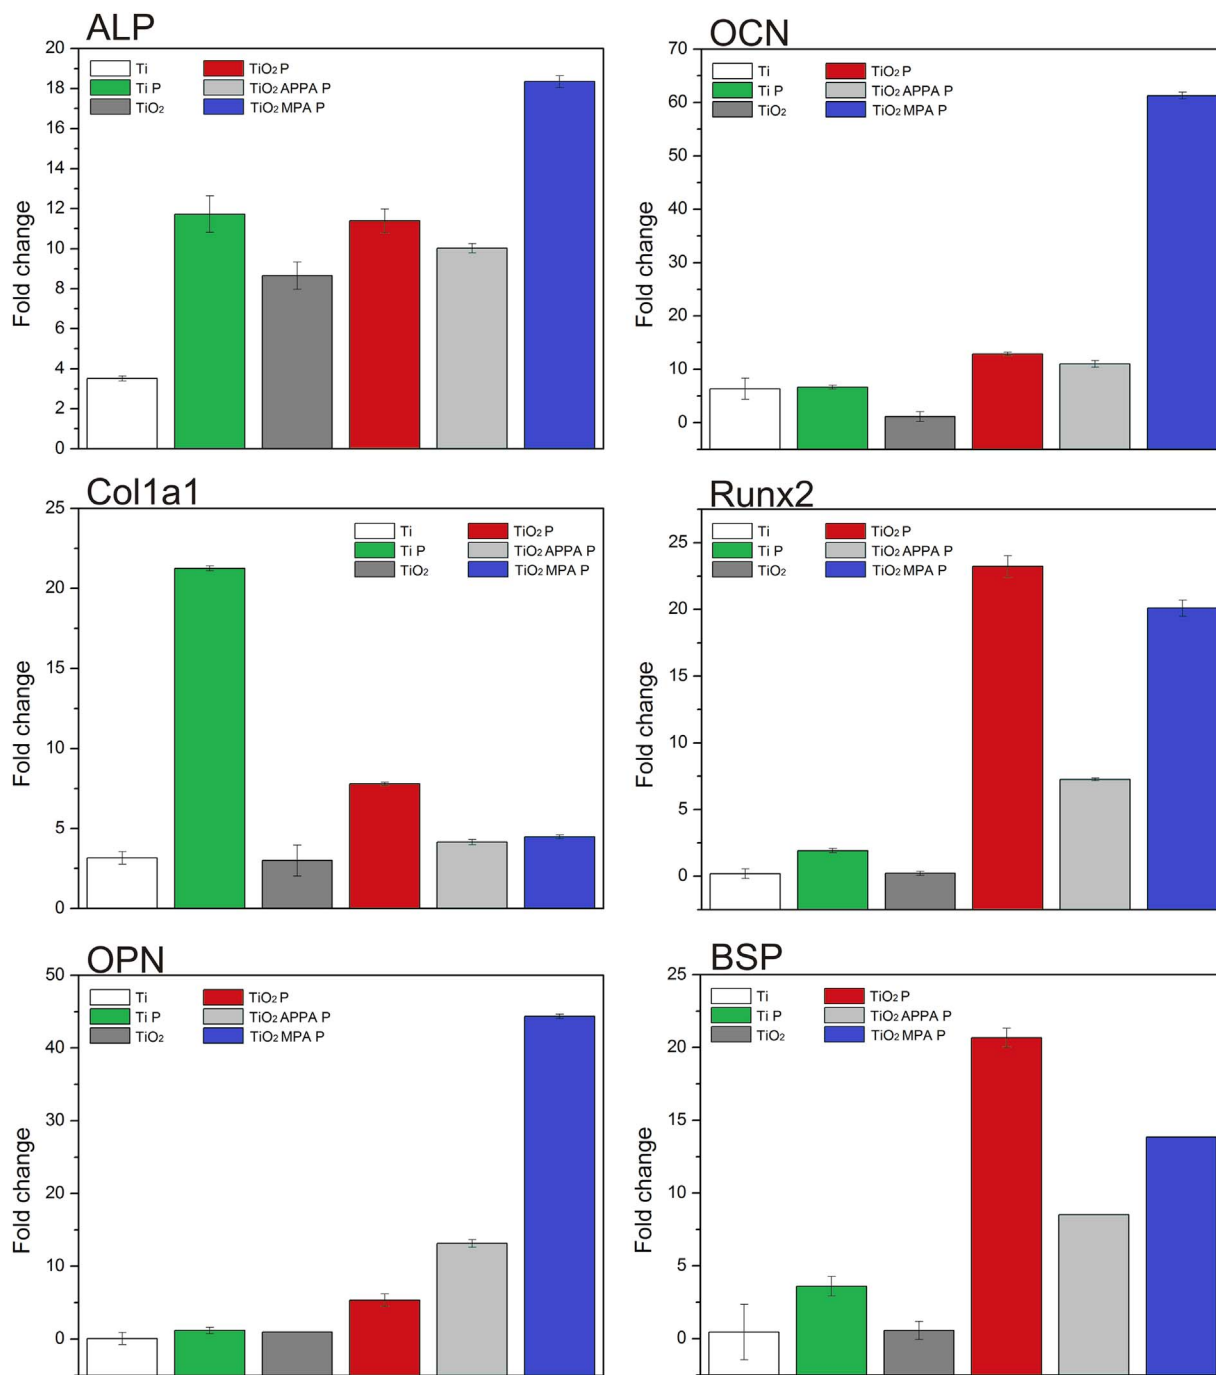 ALP
20
18
16
14
12
10
8
6
4
2
0
Fold change
Ti
Ti P
TiO2
TiO2 P
TiO2 APPA P
TiO2 MPA P
OCN
70
60
50
40
30
20
10
0
Fold change
Ti
Ti P
TiO2
TiO2 P
TiO2 APPA P
TiO2 MPA P
Col1a1
25
20
15
10
5
0
Fold change
Ti
Ti P
TiO2
TiO2 P
TiO2 APPA P
TiO2 MPA P
Runx2
25
20
15
10
5
0
Fold change
Ti
Ti P
TiO2
TiO2 P
TiO2 APPA P
TiO2 MPA P
OPN
50
40
30
20
10
0
Fold change
Ti
Ti P
TiO2
TiO2 P
TiO2 APPA P
TiO2 MPA P
BSP
25
20
15
10
5
0
Fold change
Ti
Ti P
TiO2
TiO2 P
TiO2 APPA P
TiO2 MPA P